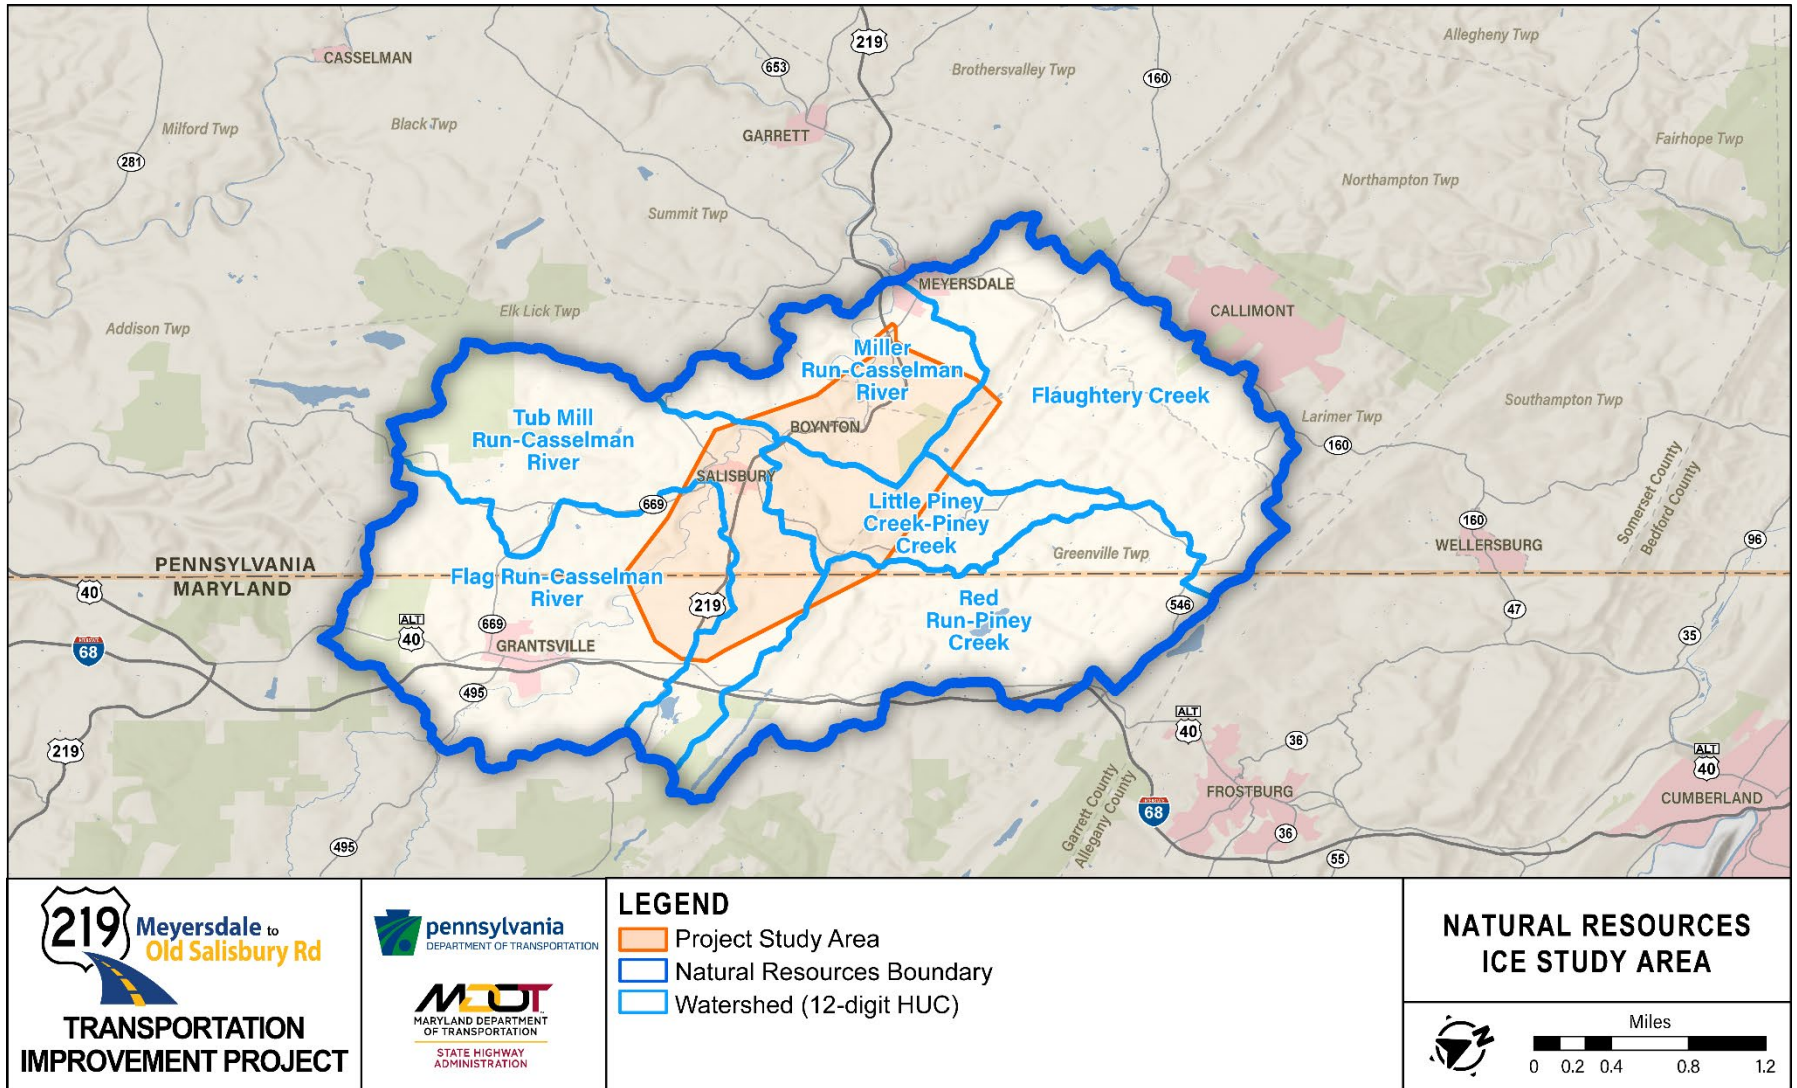 Allegheny Twp
219
CASSELMAN
653
Brothersvalley Twp
160
Milford Twp
Black Twp
GARRETT
Fairhope Twp
281
Northampton Twp
Summit Twp
MEYERSDALE
Elk Lick Twp
CALLIMONT
Addison Twp
Miller
Run-Casselman
River
Flaughtery Creek
Southampton Twp
Tub Mill
Run-Casselman
River
BOYNTON
Larimer Twp
160
SALISBURY
669
Little Piney
Creek-Piney
Creek
160
Somerset County
Bedford County
WELLERSBURG
96
Greenville Twp
PENNSYLVANIA
MARYLAND
Flag Run-Casselman
River
40
219
Red
Run-Piney
Creek
546
47
ALT
40
669
35
INTERSTATE
68
GRANTSVILLE
495
ALT
40
36
219
ALT
40
Garrett County
Allegany County
FROSTBURG
CUMBERLAND
68
36
495
55
219
Meyersdale to
Old Salisbury Rd
TRANSPORTATION
IMPROVEMENT PROJECT
pennsylvania
DEPARTMENT OF TRANSPORTATION
MDOT
MARYLAND DEPARTMENT
OF TRANSPORTATION
STATE HIGHWAY
ADMINISTRATION
LEGEND
Project Study Area
Natural Resources Boundary
Watershed (12-digit HUC)
NATURAL RESOURCES
ICE STUDY AREA
N
Miles
0 0.2 0.4 0.8 1.2